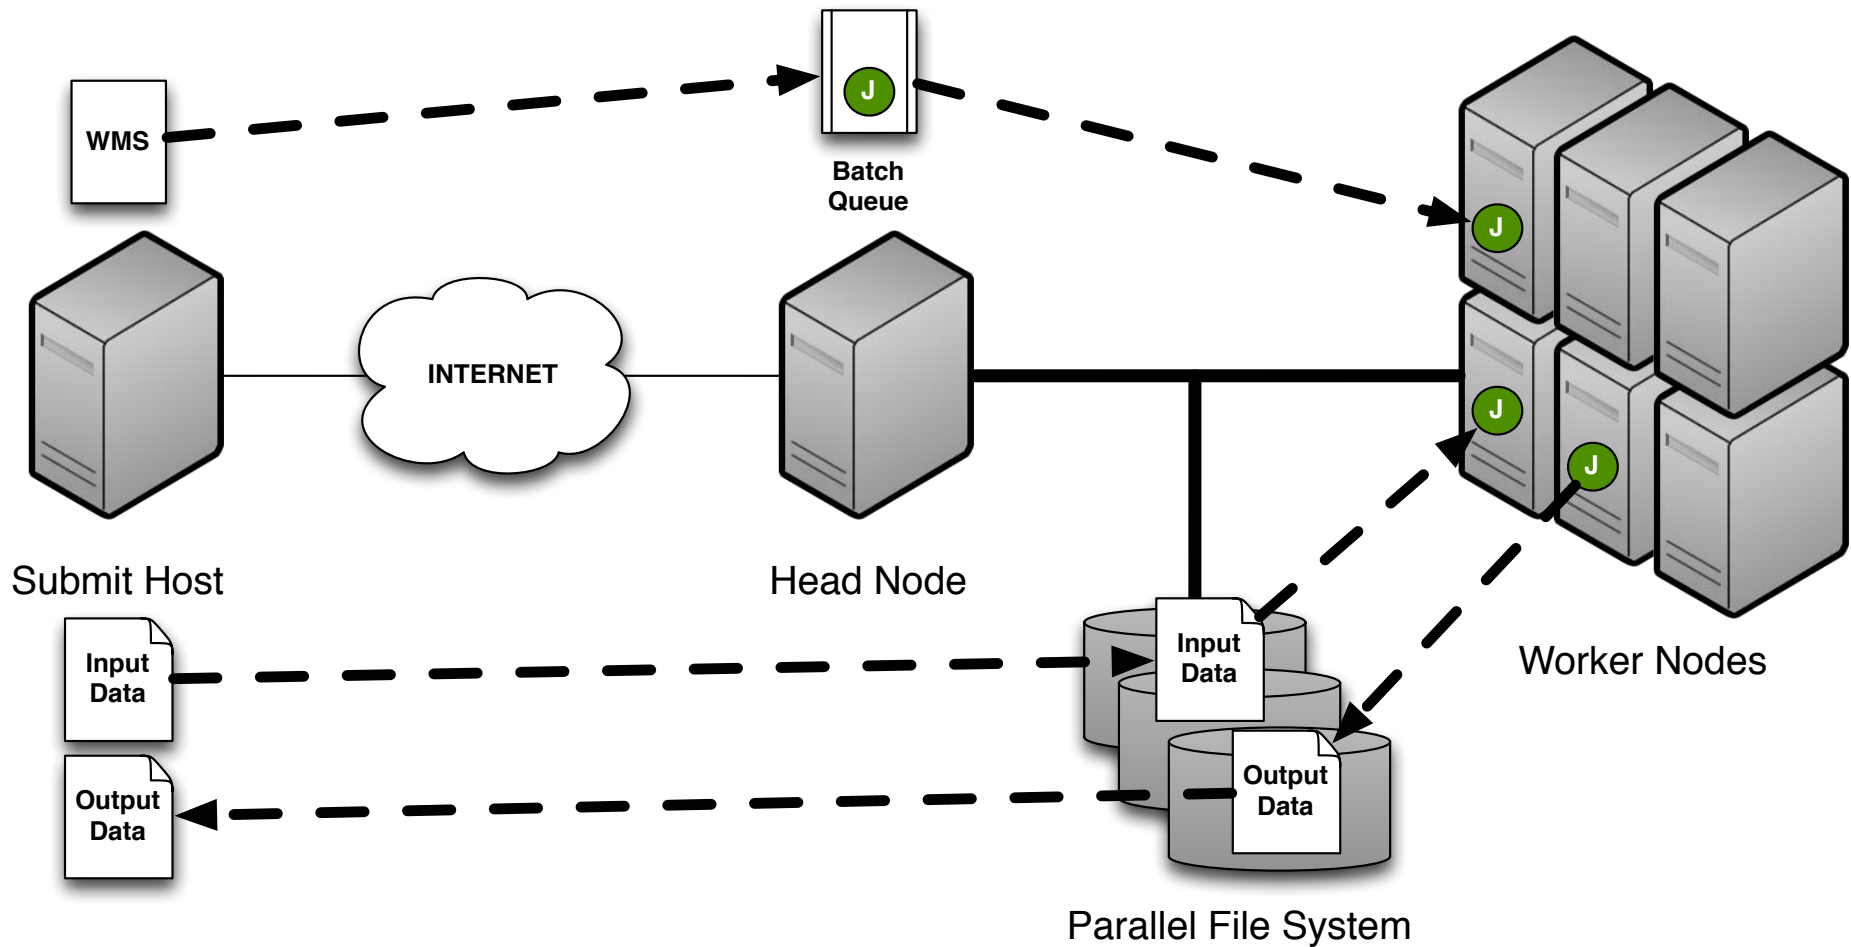 J
WMS
Batch
Queue
J
INTERNET
J
J
Submit Host
Head Node
Worker Nodes
Input
Data
Input
Data
Output
Data
Output
Data
Parallel File System